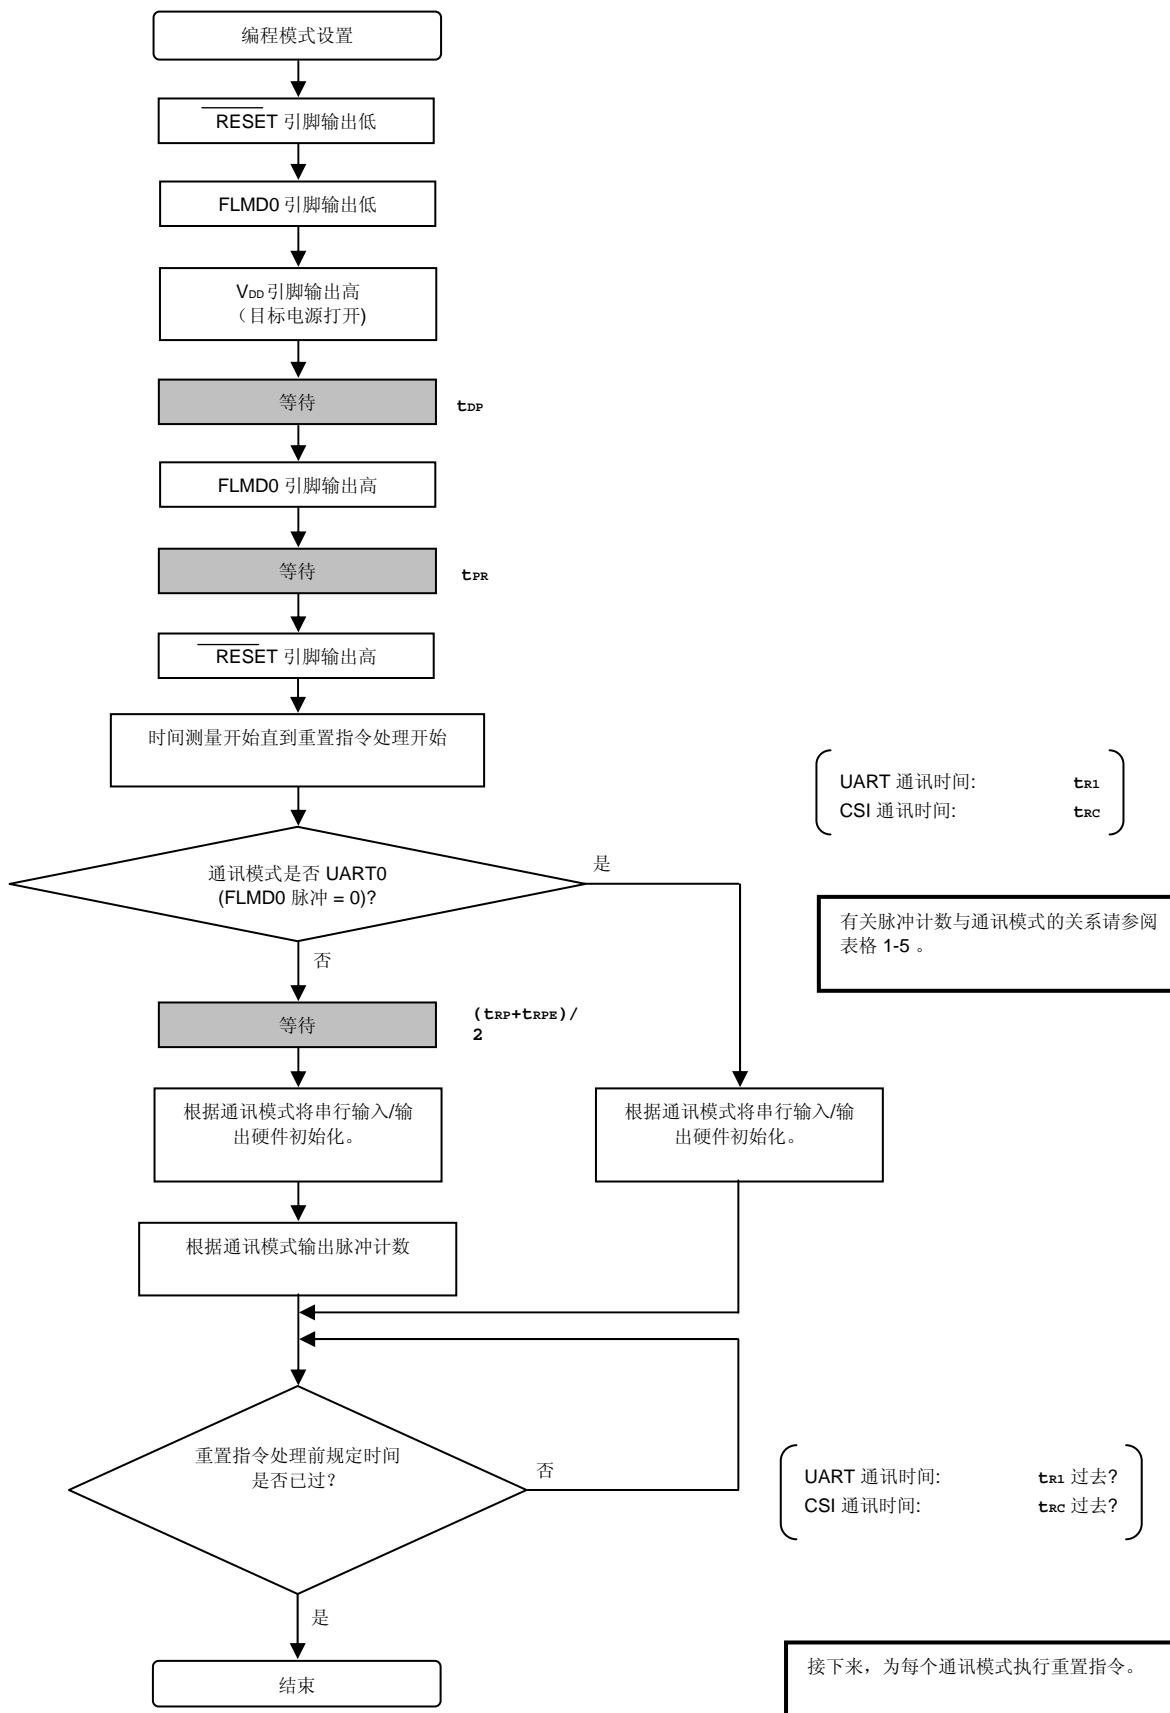 编程模式设置
RESET 引脚输出低
FLMD0 引脚输出低
VDD 引脚输出高
（目标电源打开)
等待
tDP
FLMD0 引脚输出高
等待
tPR
RESET 引脚输出高
时间测量开始直到重置指令处理开始
UART 通讯时间: tR1
CSI 通讯时间: tRC
通讯模式是否 UART0
(FLMD0 脉冲 = 0)?
是
否
有关脉冲计数与通讯模式的关系请参阅
表格 1-5 。
等待
(tRP+tRPE)/
2
根据通讯模式将串行输入/输
出硬件初始化。
根据通讯模式将串行输入/输
出硬件初始化。
根据通讯模式输出脉冲计数
重置指令处理前规定时间
是否已过？
否
UART 通讯时间: tR1 过去?
CSI 通讯时间: tRC 过去?
是
结束
接下来，为每个通讯模式执行重置指令。